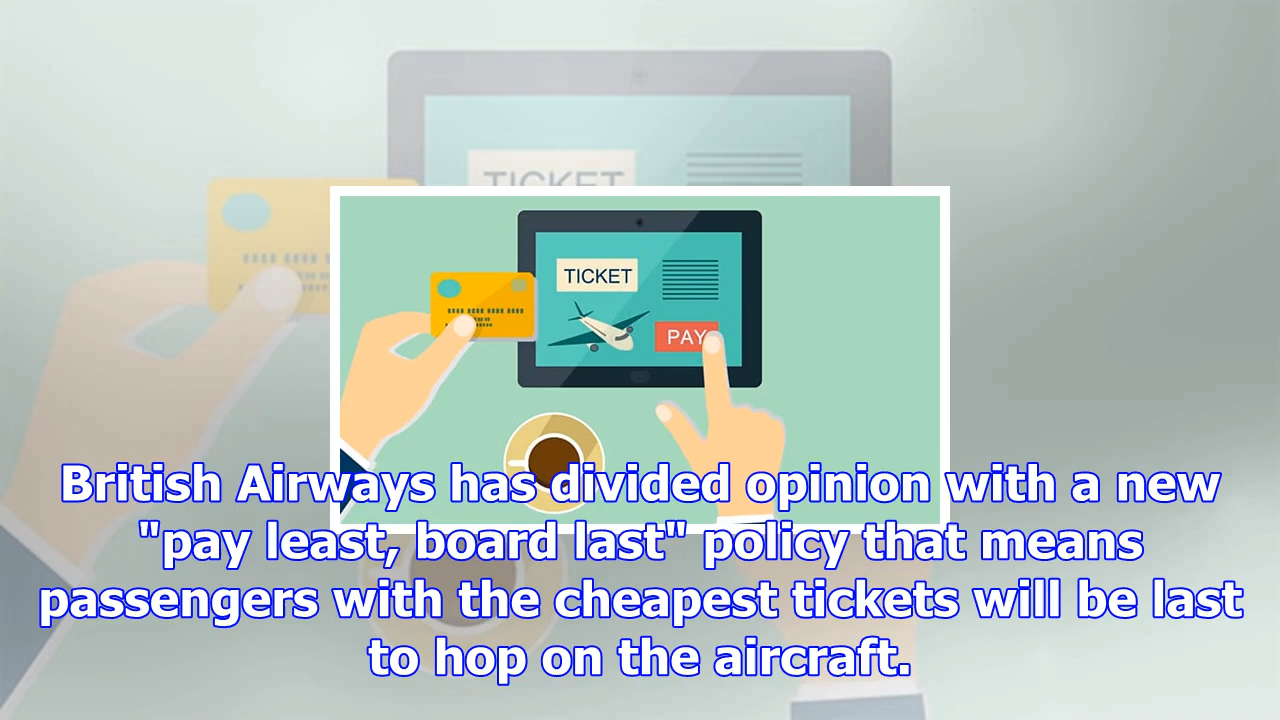 TICKET
TICKET
PAY
British Airways has divided opinion with a new
"pay least, board last" policy that means
passengers with the cheapest tickets will be last
to hop on the aircraft.